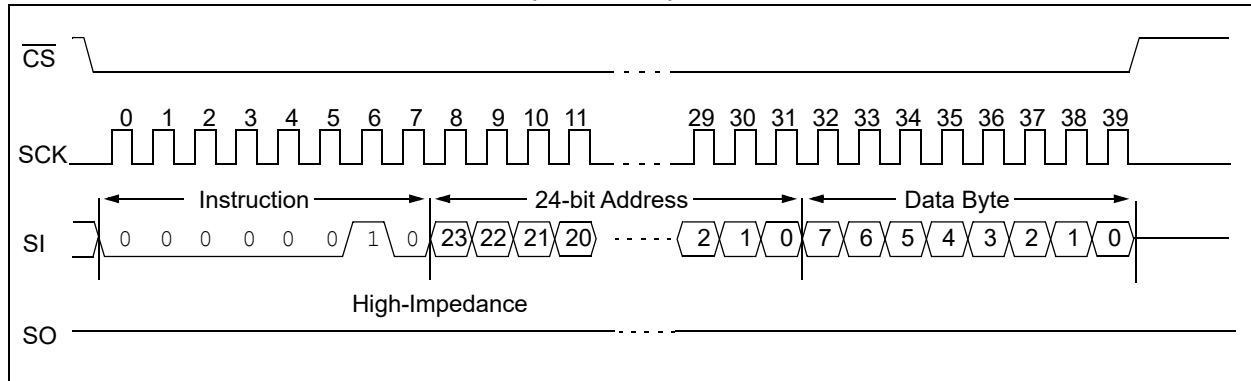 CS
0 1 2 3 4 5 6 7 8 9 10 11 29 30 31 32 33 34 35 36 37 38 39
SCK
Instruction 24-bit Address Data Byte
SI 0 0 0 0 0 0 1 0 23 22 21 20 2 1 0 7 6 5 4 3 2 1 0
High-Impedance
SO